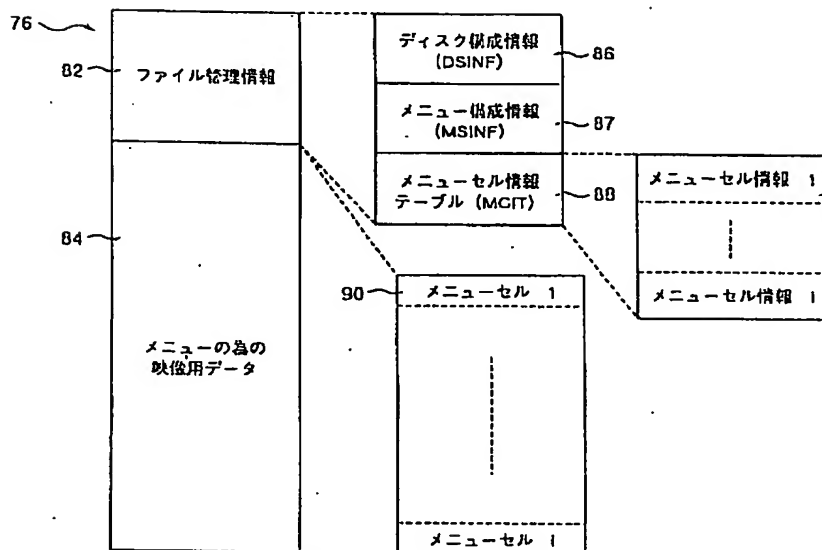 76
82
ファイル管理情報
84
メニューの為の
映像用データ
ディスク構成情報
(DSINF)
86
メニュー構成情報
(MSINF)
87
メニューセル情報
テーブル (MCIT)
88
メニューセル情報 1
メニューセル情報 i
90
メニューセル 1
メニューセル i